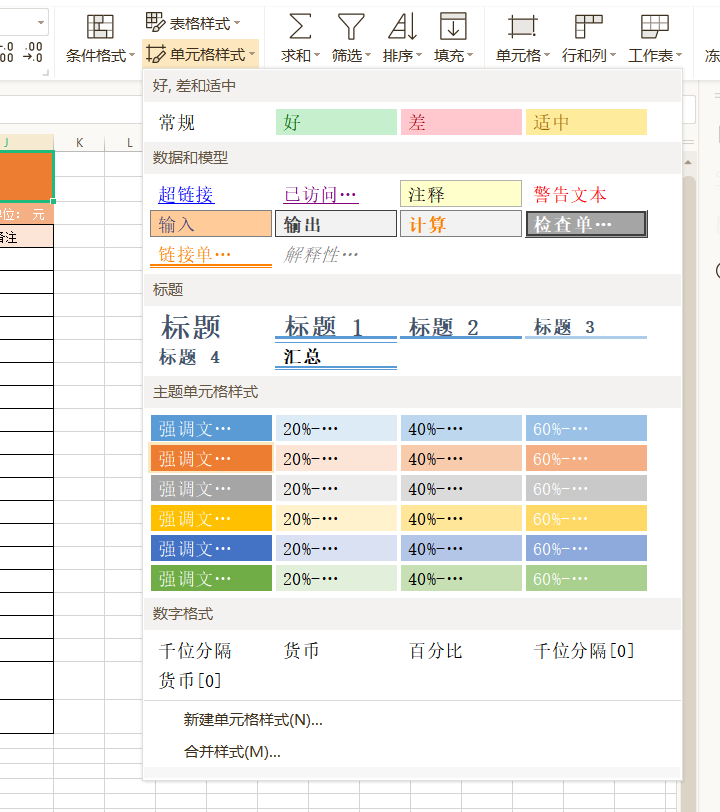 表格样式
条件格式 单元格样式 求和 筛选 排序 填充 单元格 行和列 工作表 冻
.0 .00
00 .0
好, 差和适中
常规 好 差 适中
数据和模型
超链接 已访问… 注释 警告文本
输入 输出 计算 检查单…
链接单… 解释性…
标题
标题 标题 1 标题 2 标题 3
标题 4 汇总
主题单元格样式
强调文… 20%-… 40%-… 60%-…
强调文… 20%-… 40%-… 60%-…
强调文… 20%-… 40%-… 60%-…
强调文… 20%-… 40%-… 60%-…
强调文… 20%-… 40%-… 60%-…
强调文… 20%-… 40%-… 60%-…
数字格式
千位分隔 货币 百分比 千位分隔[0]
货币[0]
新建单元格样式(N)...
合并样式(M)...
J K L
单位: 元
备注